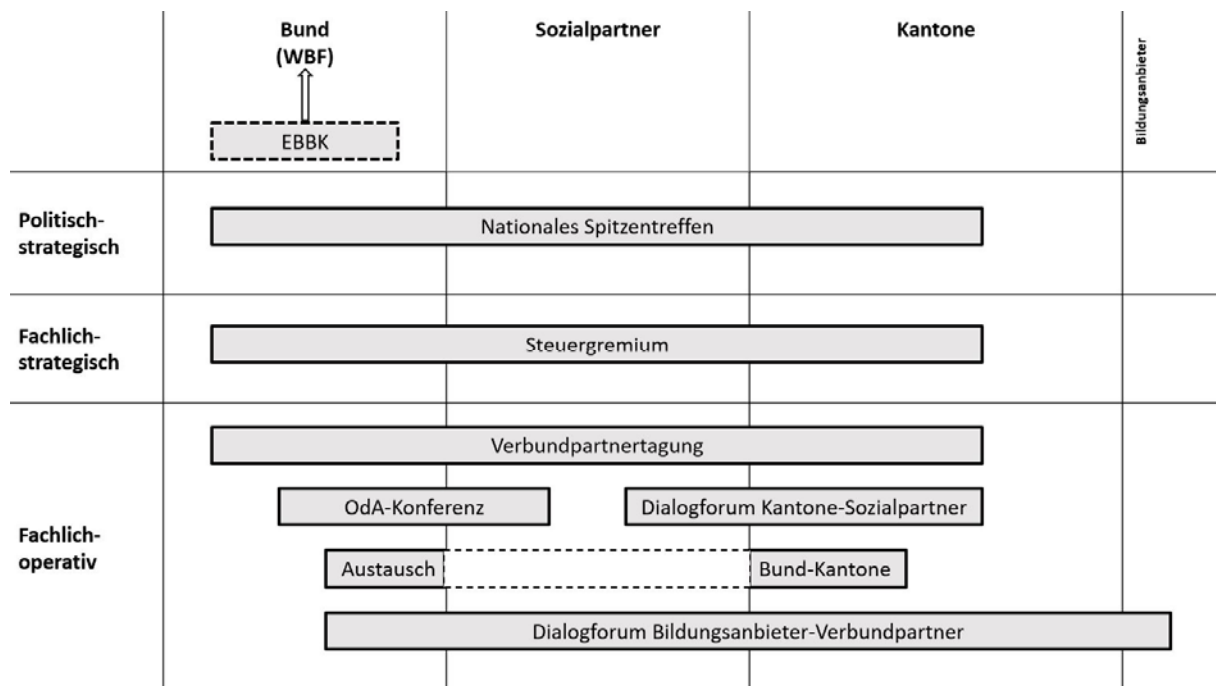 Bund
(WBF)
Sozialpartner
Kantone
Bildungsanbieter
EBBK
Politisch-
strategisch
Nationales Spitzentreffen
Fachlich-
strategisch
Steuergremium
Verbundpartnertagung
OdA-Konferenz
Dialogforum Kantone-Sozialpartner
Fachlich-
operativ
Austausch
Bund-Kantone
Dialogforum Bildungsanbieter-Verbundpartner